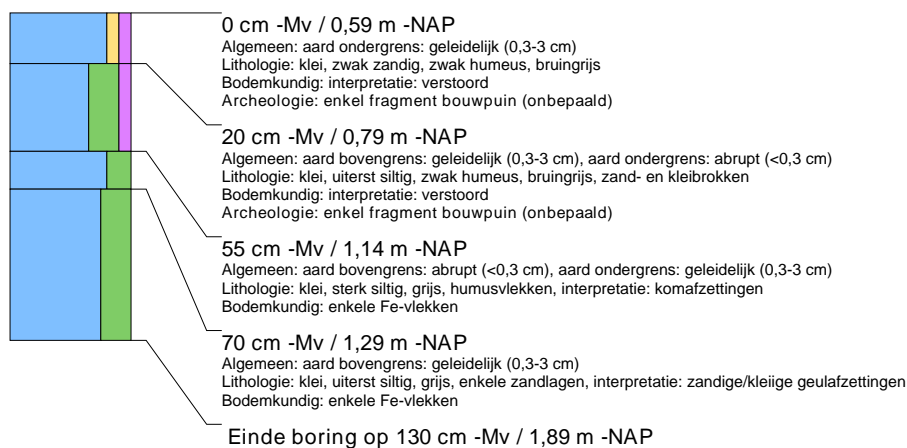 0 cm -Mv / 0,59 m -NAP
Algemeen: aard ondergrens: geleidelijk (0,3-3 cm)
Lithologie: klei, zwak zandig, zwak humeus, bruingrijs
Bodemkundig: interpretatie: verstoord
Archeologie: enkel fragment bouwpuin (onbepaald)
20 cm -Mv / 0,79 m -NAP
Algemeen: aard bovengrens: geleidelijk (0,3-3 cm), aard ondergrens: abrupt (<0,3 cm)
Lithologie: klei, uiterst siltig, zwak humeus, bruingrijs, zand- en kleibrokken
Bodemkundig: interpretatie: verstoord
Archeologie: enkel fragment bouwpuin (onbepaald)
55 cm -Mv / 1,14 m -NAP
Algemeen: aard bovengrens: abrupt (<0,3 cm), aard ondergrens: geleidelijk (0,3-3 cm)
Lithologie: klei, sterk siltig, grijs, humusvlekken, interpretatie: komafzettingen
Bodemkundig: enkele Fe-vlekken
70 cm -Mv / 1,29 m -NAP
Algemeen: aard bovengrens: geleidelijk (0,3-3 cm)
Lithologie: klei, uiterst siltig, grijs, enkele zandlagen, interpretatie: zandige/kleiige geulafzettingen
Bodemkundig: enkele Fe-vlekken
Einde boring op 130 cm -Mv / 1,89 m -NAP